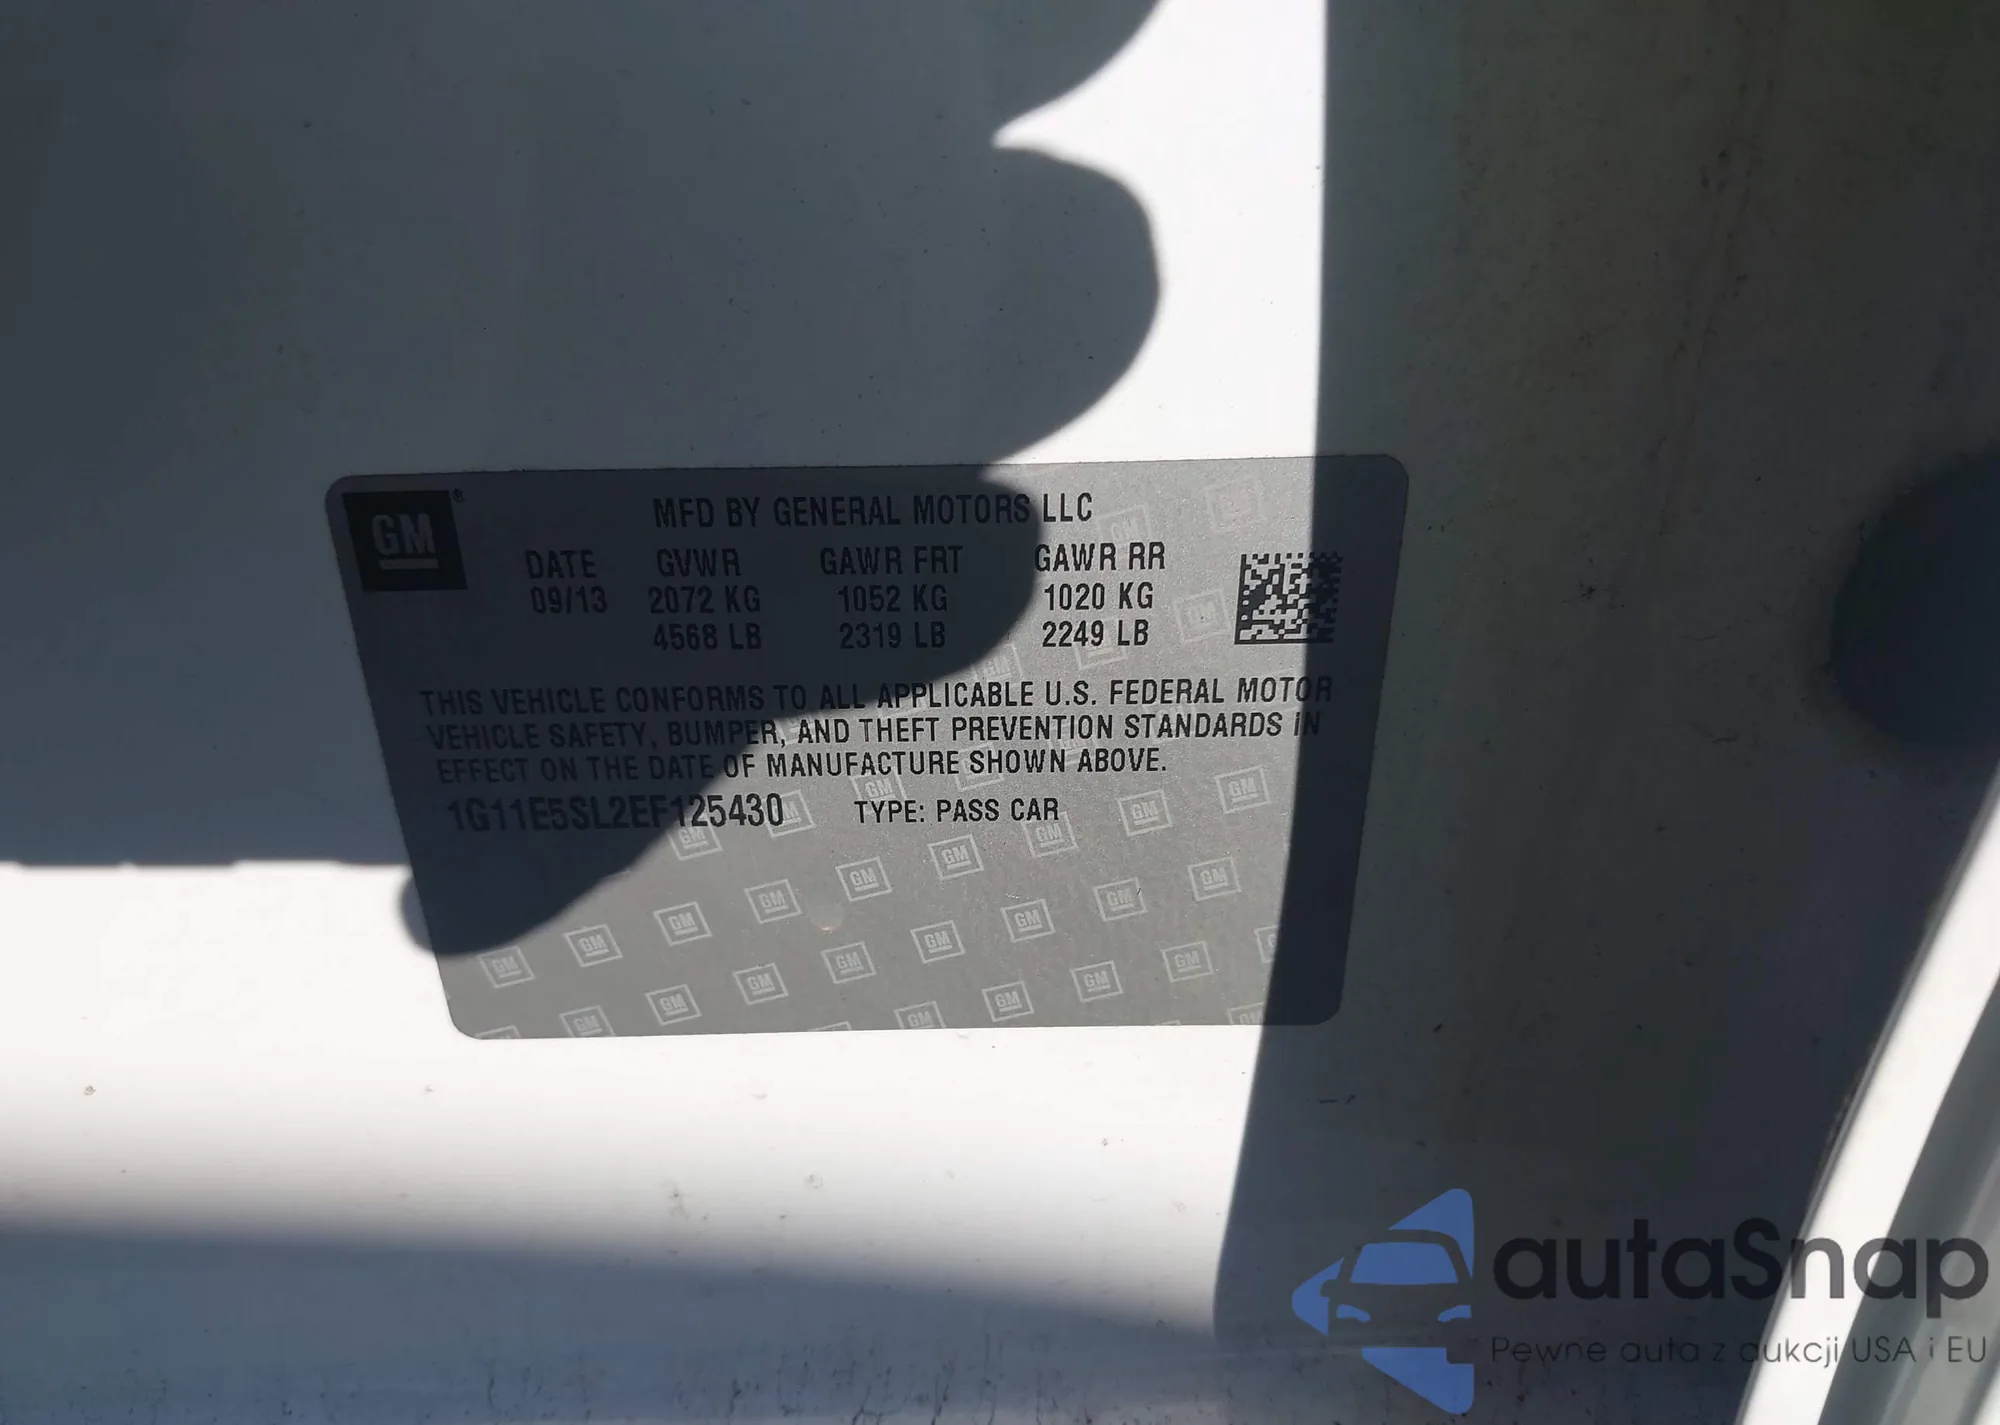 GM®
MFD BY GENERAL MOTORS LLC
DATE GVWR GAWR FRT GAWR RR
09/13 2072 KG 1052 KG 1020 KG
4568 LB 2319 LB 2249 LB
THIS VEHICLE CONFORMS TO ALL APPLICABLE U.S. FEDERAL MOTOR
VEHICLE SAFETY, BUMPER, AND THEFT PREVENTION STANDARDS IN
EFFECT ON THE DATE OF MANUFACTURE SHOWN ABOVE.
1G11E5SL2EF125430 TYPE: PASS CAR
autaSnap
Pewne auta z aukcji USA i EU